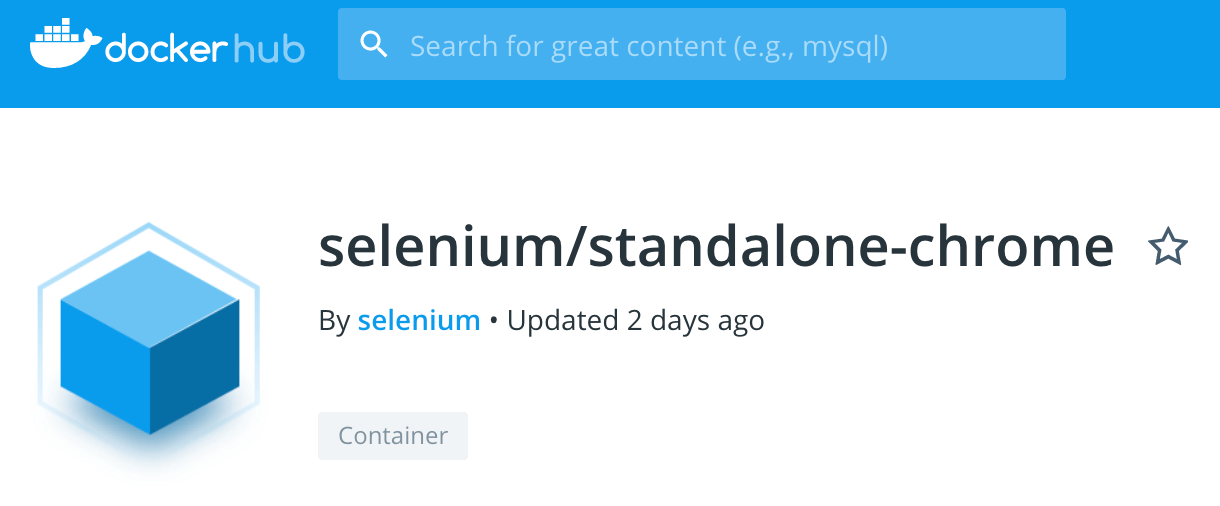 docker hub
Search for great content (e.g., mysql)
selenium/standalone-chrome
By selenium • Updated 2 days ago
Container